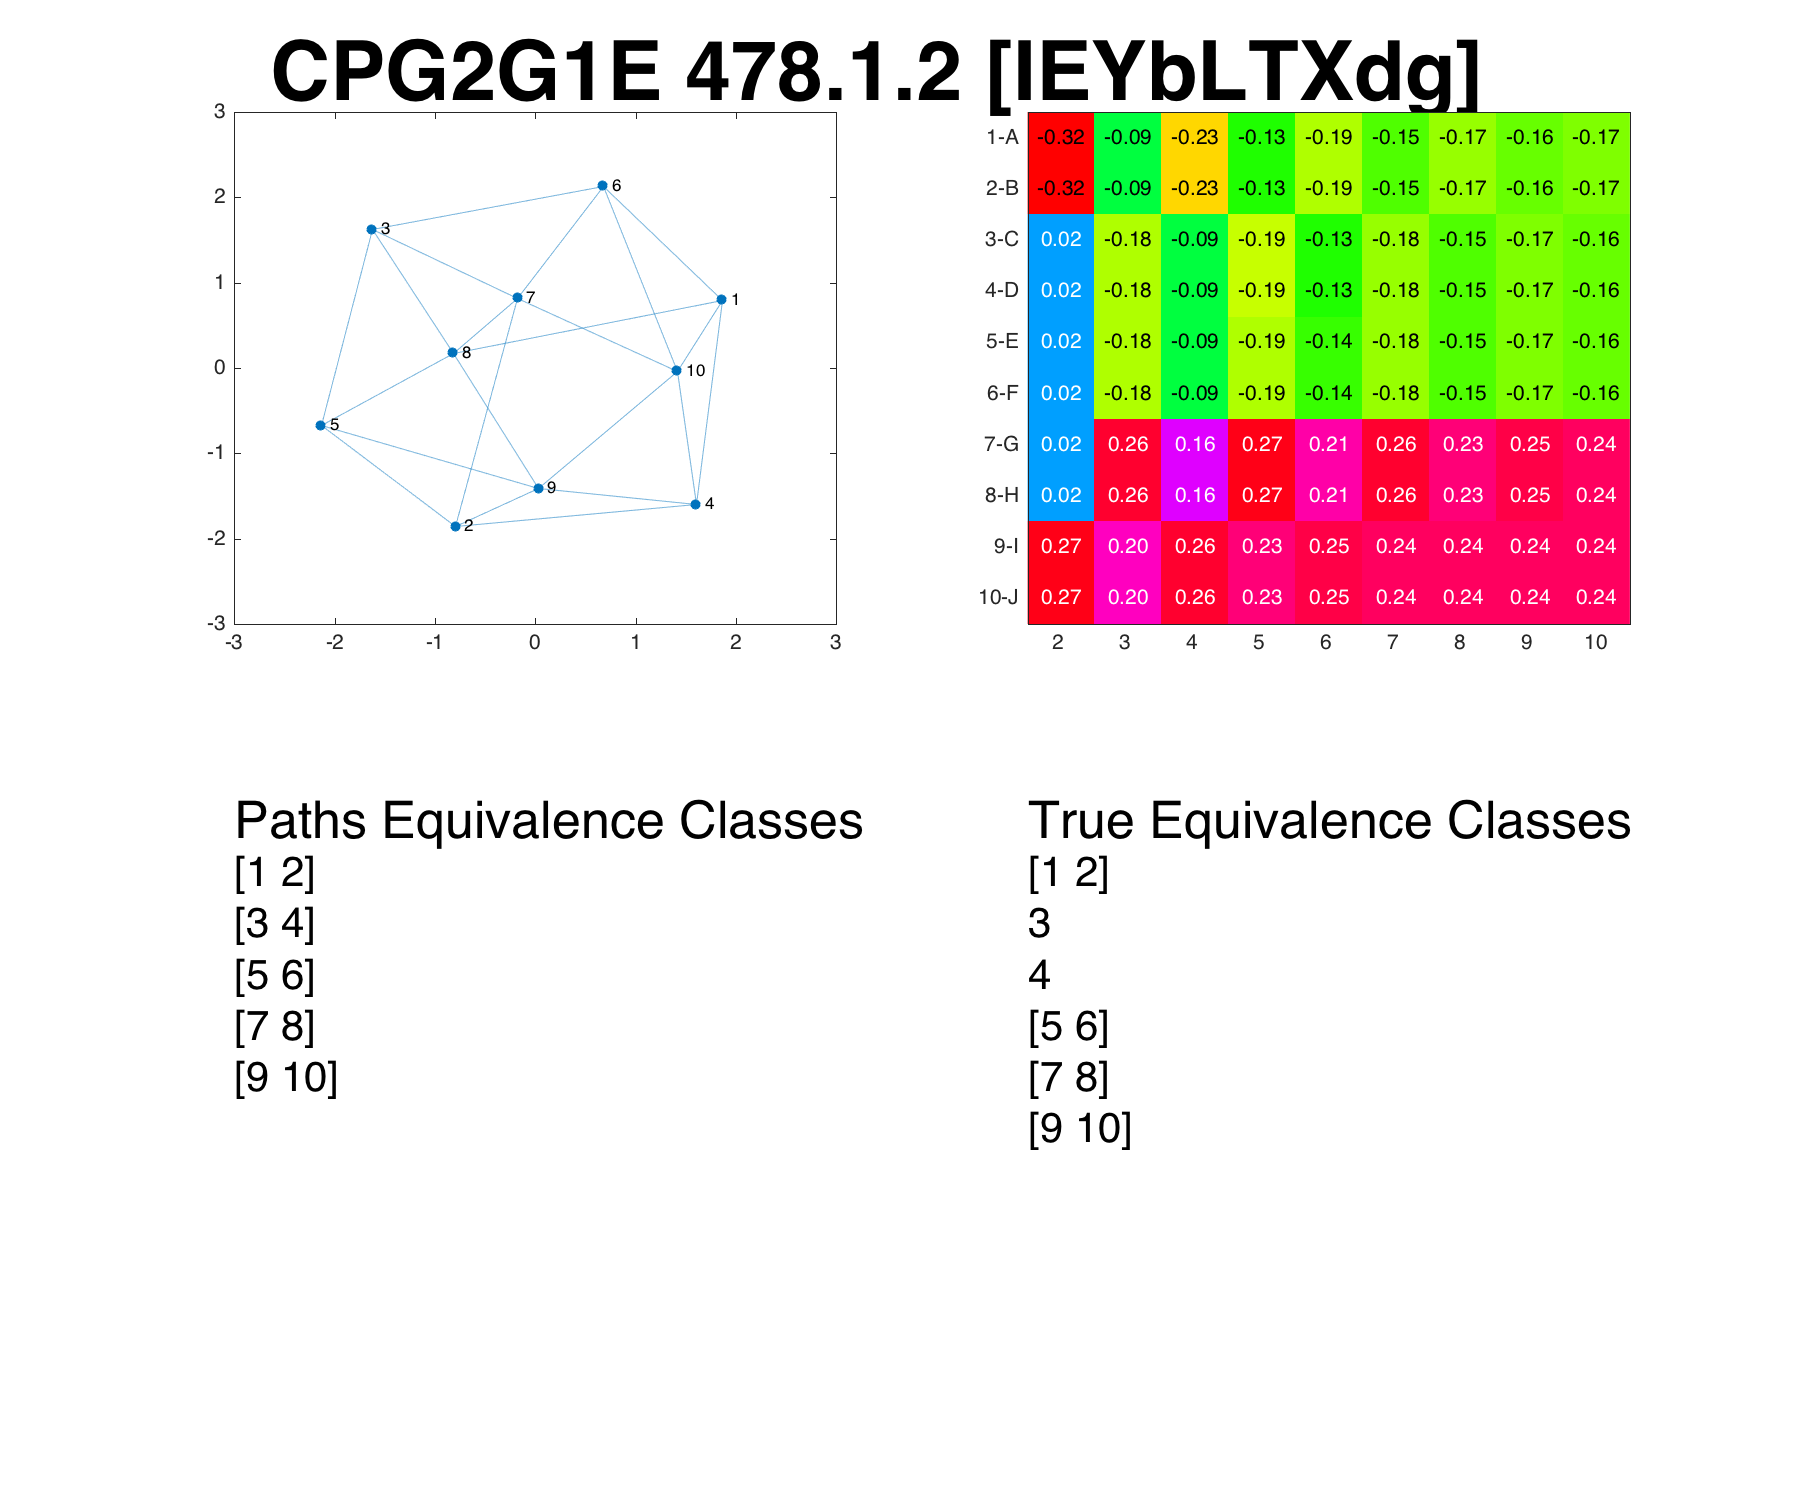 CPG2G1E 478.1.2 [IEYbLTXdg]
3
2
1
0
-1
-2
-3
-3 -2 -1 0 1 2 3
6
3
7
1
8
10
5
9
4
2
1-A -0.32 -0.09 -0.23 -0.13 -0.19 -0.15 -0.17 -0.16 -0.17
2-B -0.32 -0.09 -0.23 -0.13 -0.19 -0.15 -0.17 -0.16 -0.17
3-C 0.02 -0.18 -0.09 -0.19 -0.13 -0.18 -0.15 -0.17 -0.16
4-D 0.02 -0.18 -0.09 -0.19 -0.13 -0.18 -0.15 -0.17 -0.16
5-E 0.02 -0.18 -0.09 -0.19 -0.14 -0.18 -0.15 -0.17 -0.16
6-F 0.02 -0.18 -0.09 -0.19 -0.14 -0.18 -0.15 -0.17 -0.16
7-G 0.02 0.26 0.16 0.27 0.21 0.26 0.23 0.25 0.24
8-H 0.02 0.26 0.16 0.27 0.21 0.26 0.23 0.25 0.24
9-I 0.27 0.20 0.26 0.23 0.25 0.24 0.24 0.24 0.24
10-J 0.27 0.20 0.26 0.23 0.25 0.24 0.24 0.24 0.24
2 3 4 5 6 7 8 9 10
Paths Equivalence Classes
[1 2]
[3 4]
[5 6]
[7 8]
[9 10]
True Equivalence Classes
[1 2]
3
4
[5 6]
[7 8]
[9 10]